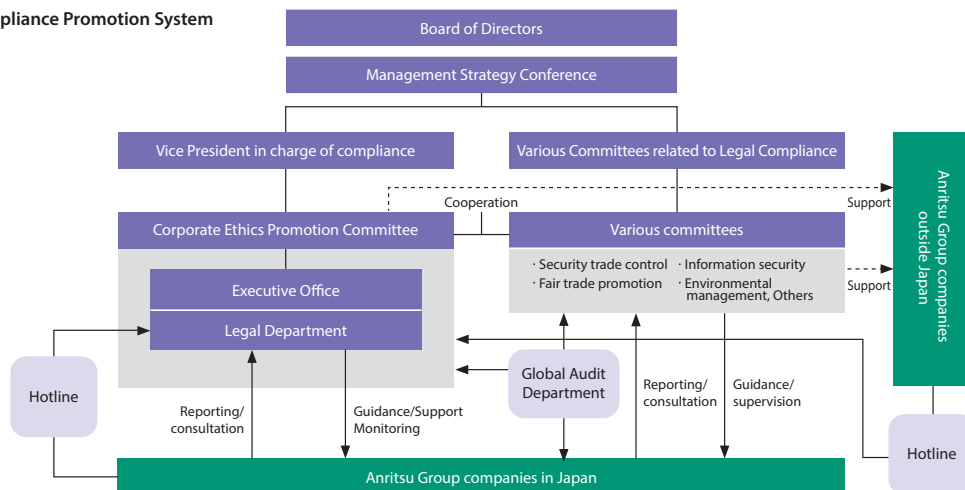 pliance Promotion System
Board of Directors
Management Strategy Conference
Vice President in charge of compliance
Various Committees related to Legal Compliance
Cooperation
Support
Corporate Ethics Promotion Committee
Various committees
· Security trade control
· Information security
· Fair trade promotion
· Environmental
management, Others
Support
Anritsu Group companies
outside Japan
Executive Office
Legal Department
Hotline
Reporting/
consultation
Guidance/Support
Monitoring
Global Audit
Department
Reporting/
consultation
Guidance/
supervision
Hotline
Anritsu Group companies in Japan